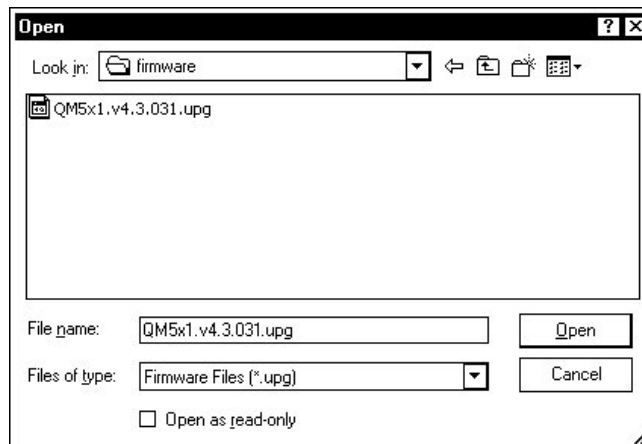 Open
Look in: firmware
QM5x1.v4.3.031.upg
File name: QM5x1.v4.3.031.upg Open
Files of type: Firmware Files (*.upg) Cancel
Open as read-only